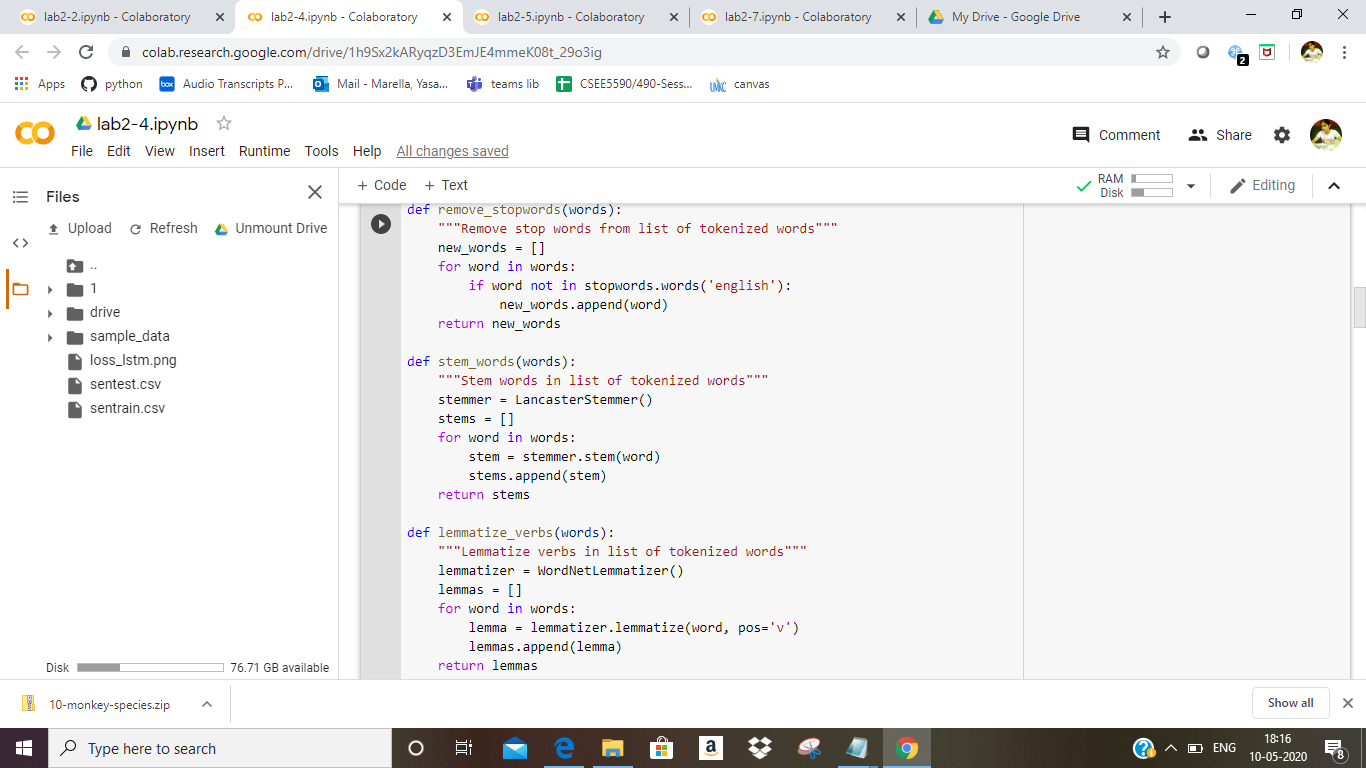 lab2-2.ipynb - Colaboratory
lab2-4.ipynb - Colaboratory
lab2-5.ipynb - Colaboratory
lab2-7.ipynb - Colaboratory
My Drive - Google Drive
colab.research.google.com/drive/1h9Sx2kARyqzD3EmJE4mmeK08t_29o3ig
2
Apps
python
box
Audio Transcripts P...
Mail - Marella, Yasa...
teams lib
CSEE5590/490-Sess...
UMKC
canvas
lab2-4.ipynb
File Edit View Insert Runtime Tools Help All changes saved
Comment
Share
Files
Upload Refresh Unmount Drive
..
1
drive
sample_data
loss_lstm.png
sentest.csv
sentrain.csv
Disk 76.71 GB available
+ Code + Text
RAM
Disk
Editing
def remove_stopwords(words):
    """Remove stop words from list of tokenized words"""
    new_words = []
    for word in words:
        if word not in stopwords.words('english'):
            new_words.append(word)
    return new_words
def stem_words(words):
    """Stem words in list of tokenized words"""
    stemmer = LancasterStemmer()
    stems = []
    for word in words:
        stem = stemmer.stem(word)
        stems.append(stem)
    return stems
def lemmatize_verbs(words):
    """Lemmatize verbs in list of tokenized words"""
    lemmatizer = WordNetLemmatizer()
    lemmas = []
    for word in words:
        lemma = lemmatizer.lemmatize(word, pos='v')
        lemmas.append(lemma)
    return lemmas
10-monkey-species.zip
Show all
Type here to search
a
ENG
18:16
10-05-2020
8